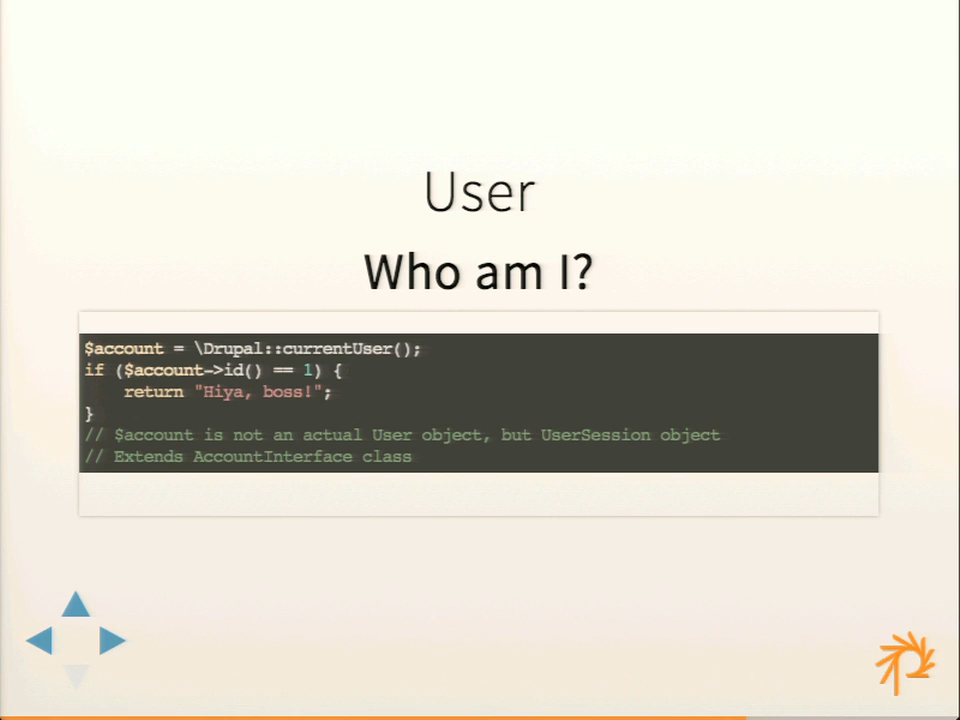 User
Who am I?
$account = \Drupal::currentUser();
if ($account->id() == 1) {
    return "Hiya, boss!";
}
// $account is not an actual User object, but UserSession object
// Extends AccountInterface class